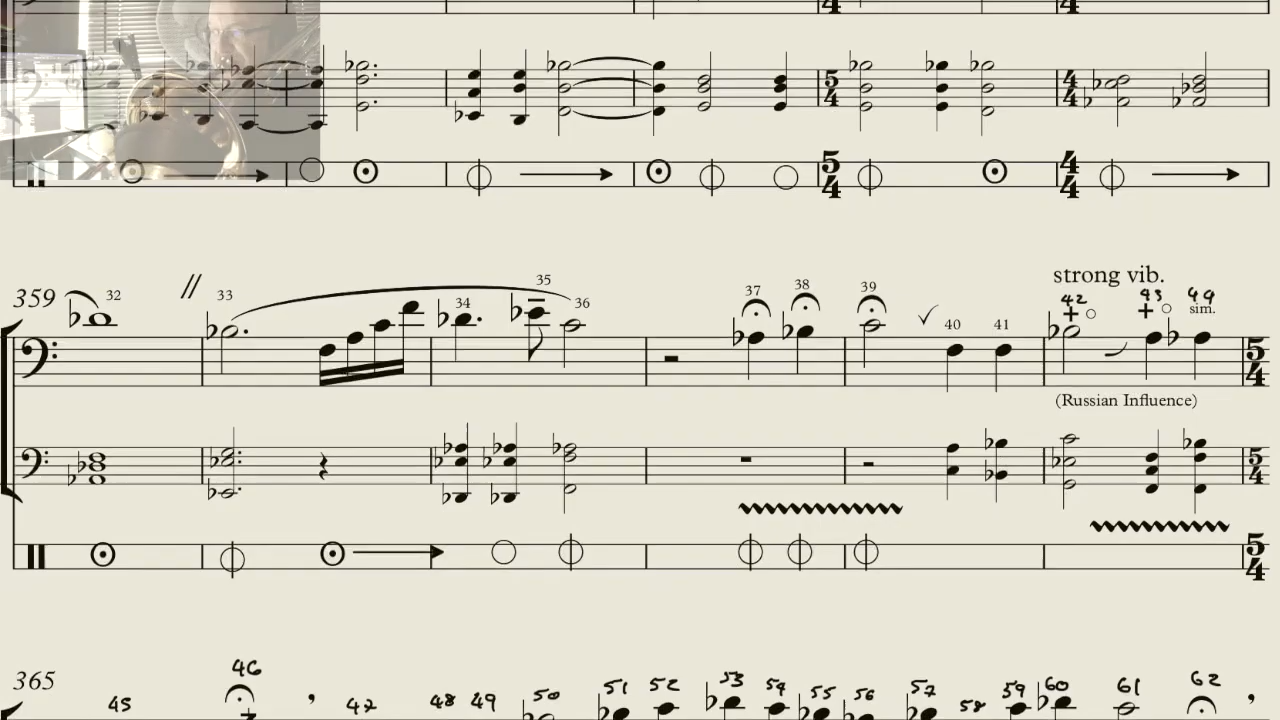 5 4 4 4
5 4 4 4
strong vib.
359 32 33 34 35 36 37 38 39 40 41 42 43 44
sim.
5 4
(Russian Influence)
5 4
5 4
46
365 45 47 48 49 50 51 52 53 54 55 56 57 58 59 60 61 62